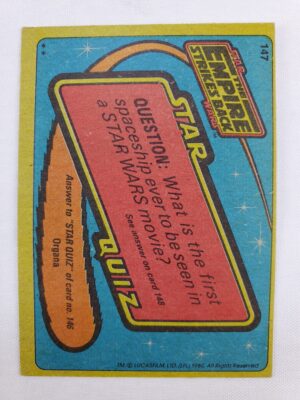 147
STAR WARS
THE
EMPIRE
STRIKES BACK
**
STAR
QUESTION: What is the first
spaceship ever to be seen in
a STAR WARS movie?
See answer on card 148
QUIZ
Answer to "STAR QUIZ" of card no. 146
Organa
TM: © LUCASFILM, LTD. (LFL) 1980. All Rights Reserved.